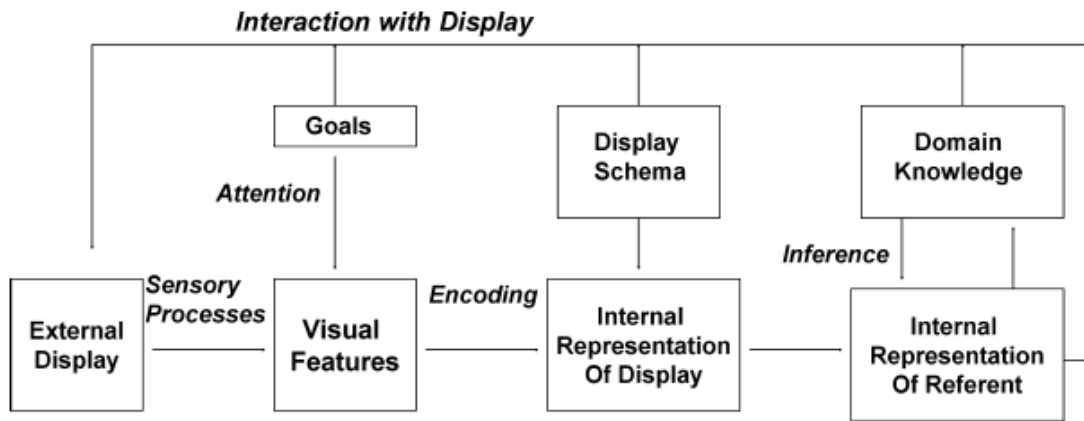 Interaction with Display
Goals
Display
Schema
Domain
Knowledge
Attention
Inference
Sensory
Processes
Encoding
External
Display
Visual
Features
Internal
Representation
Of Display
Internal
Representation
Of Referent